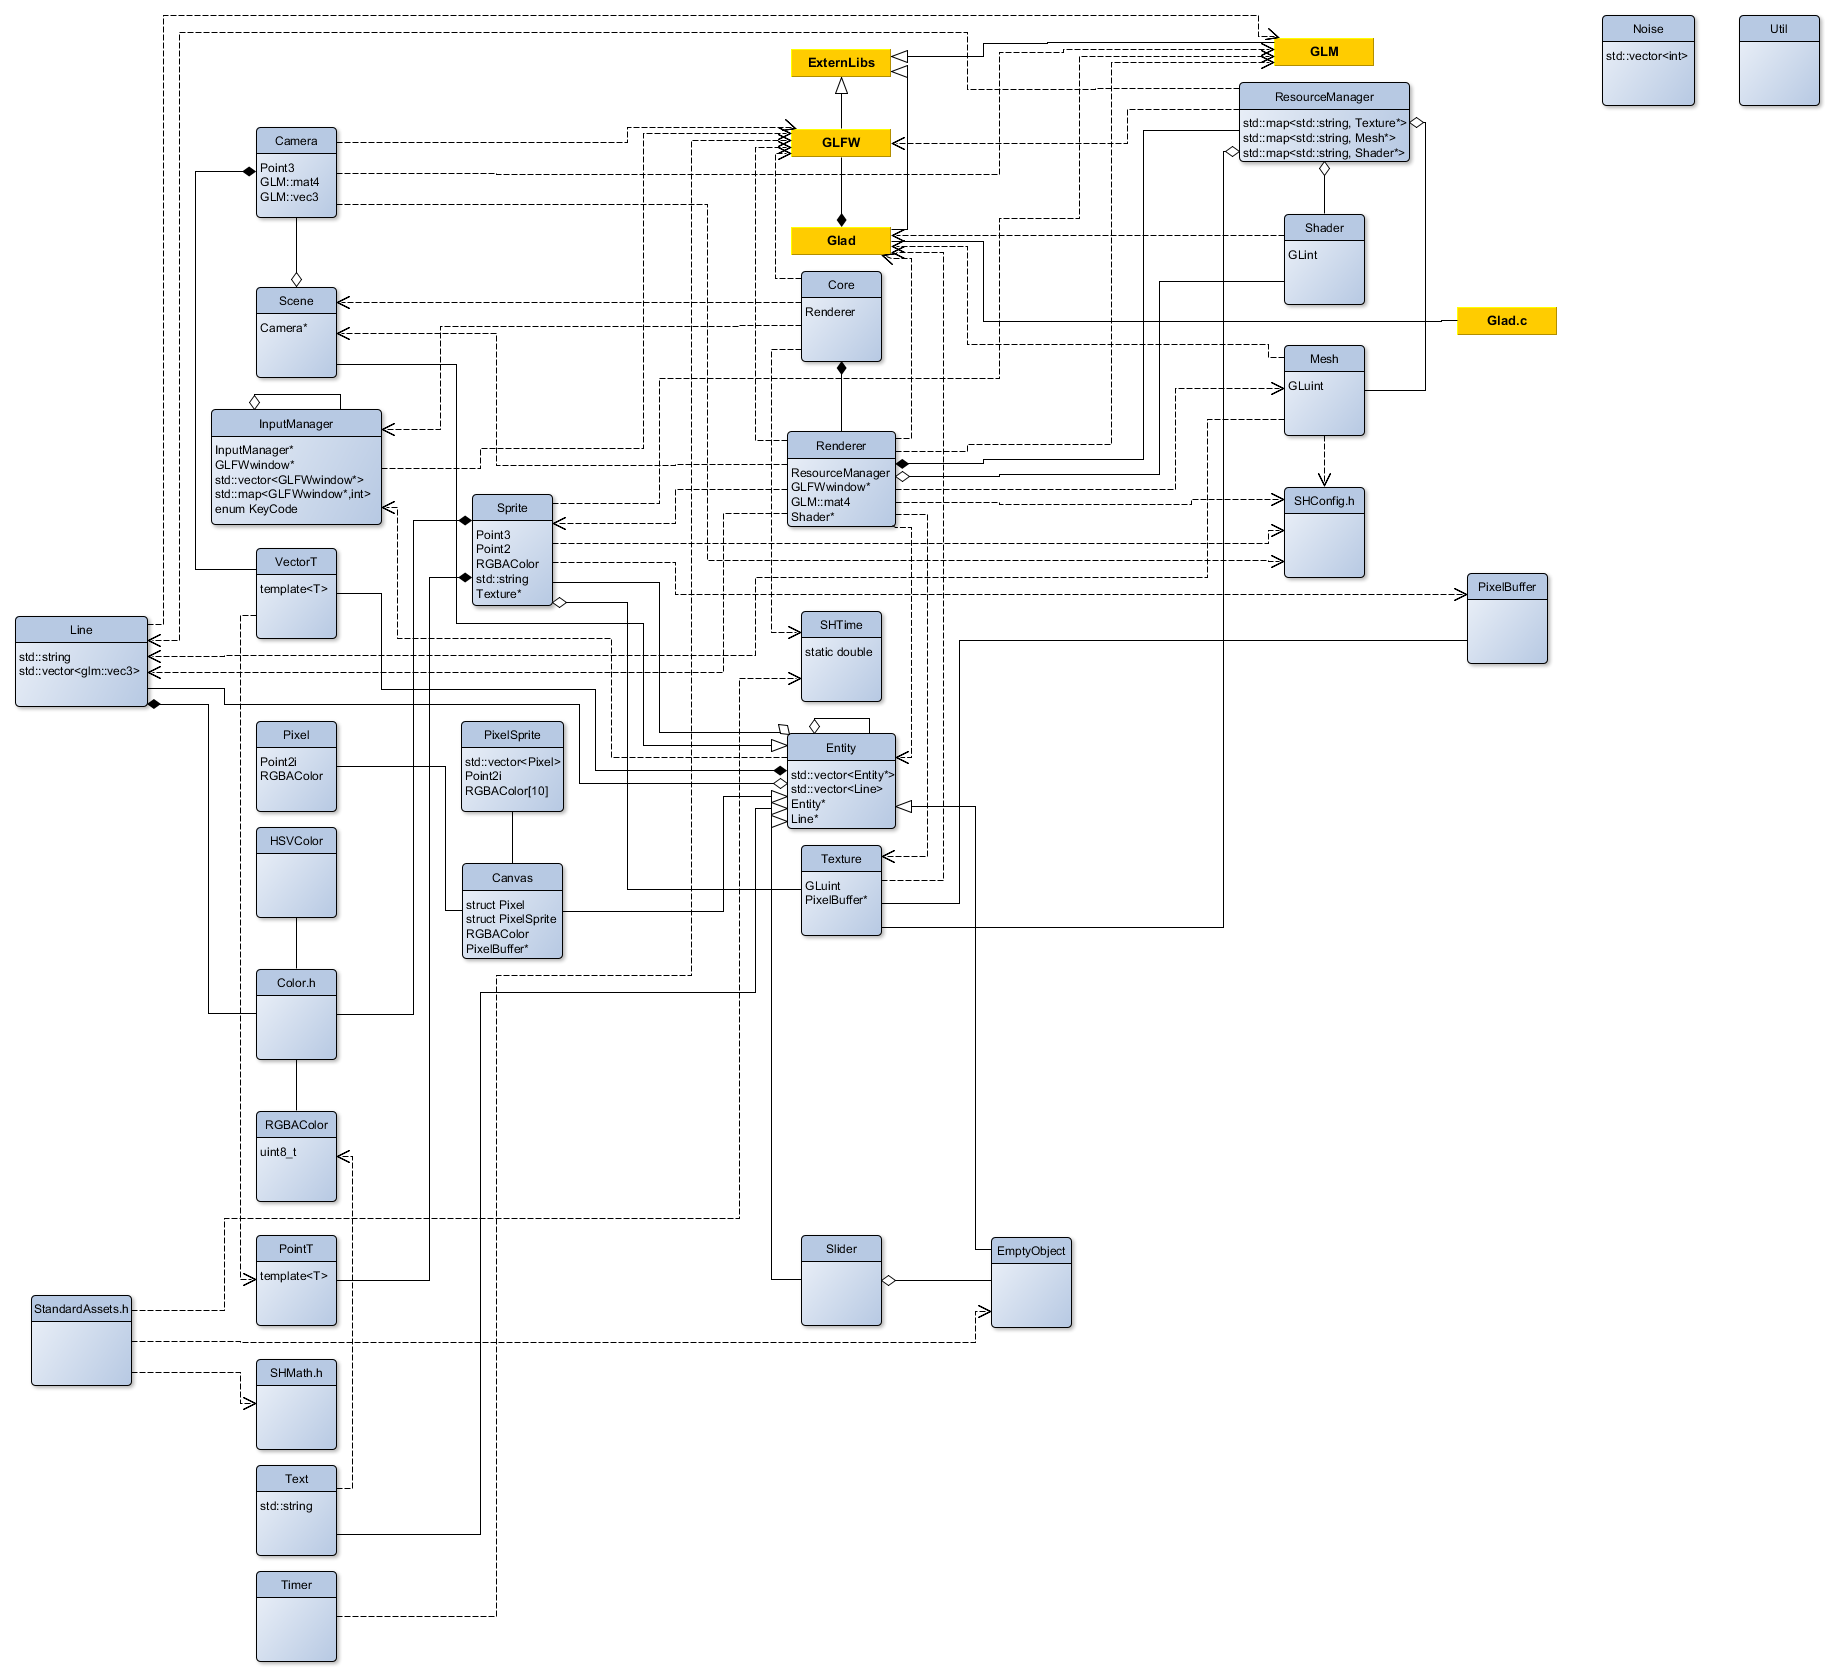 Noise
std::vector<int>
Util
ExternLibs
GLM
ResourceManager
std::map<std::string, Texture*>
std::map<std::string, Mesh*>
std::map<std::string, Shader*>
Camera
Point3
GLM::mat4
GLM::vec3
GLFW
Glad
Shader
GLint
Scene
Camera*
Core
Renderer
Glad.c
Mesh
GLuint
InputManager
InputManager*
GLFWwindow*
std::vector<GLFWwindow*>
std::map<GLFWwindow*,int>
enum KeyCode
Renderer
ResourceManager
GLFWwindow*
GLM::mat4
Shader*
Sprite
Point3
Point2
RGBAColor
std::string
Texture*
SHConfig.h
VectorT
template<T>
PixelBuffer
Line
std::string
std::vector<glm::vec3>
SHTime
static double
Pixel
Point2i
RGBAColor
PixelSprite
std::vector<Pixel>
Point2i
RGBAColor[10]
Entity
std::vector<Entity*>
std::vector<Line>
Entity*
Line*
HSVColor
Canvas
struct Pixel
struct PixelSprite
RGBAColor
PixelBuffer*
Texture
GLuint
PixelBuffer*
Color.h
RGBAColor
uint8_t
PointT
template<T>
Slider
EmptyObject
StandardAssets.h
SHMath.h
Text
std::string
Timer